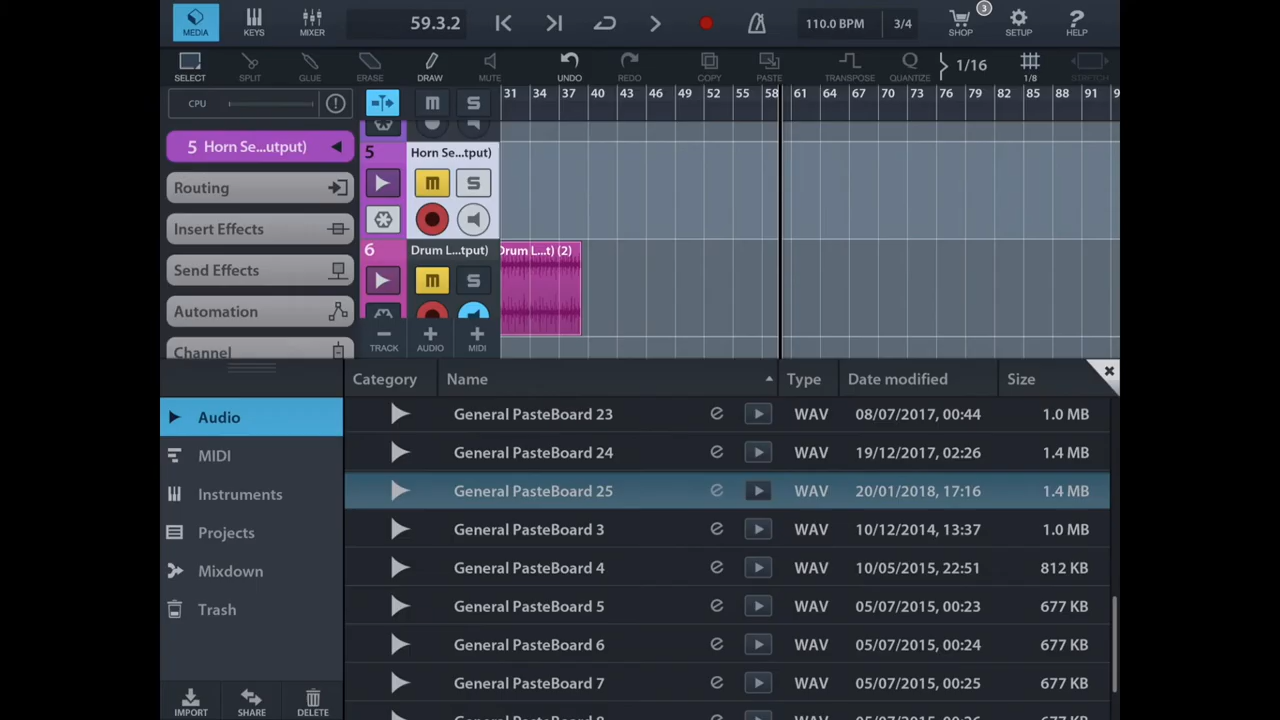 MEDIA
KEYS
MIXER
59.3.2
110.0 BPM
3/4
SHOP
3
SETUP
?
HELP
SELECT
SPLIT
GLUE
ERASE
DRAW
MUTE
UNDO
REDO
COPY
PASTE
TRANSPOSE
Q
QUANTIZE
1/16
1/8
STRETCH
CPU
!
M
S
31 34 37 40 43 46 49 52 55 58 61 64 67 70 73 76 79 82 85 88 91 9
5 Horn Se...utput)
Routing
Insert Effects
Send Effects
Automation
Channel
5
Horn Se...tput)
M
S
6
Drum L...tput)
M
S
Drum L...t) (2)
TRACK
AUDIO
MIDI
Category Name Type Date modified Size
Audio
MIDI
Instruments
Projects
Mixdown
Trash
IMPORT
SHARE
DELETE
General PasteBoard 23 e WAV 08/07/2017, 00:44 1.0 MB
General PasteBoard 24 e WAV 19/12/2017, 02:26 1.4 MB
General PasteBoard 25 e WAV 20/01/2018, 17:16 1.4 MB
General PasteBoard 3 e WAV 10/12/2014, 13:37 1.0 MB
General PasteBoard 4 e WAV 10/05/2015, 22:51 812 KB
General PasteBoard 5 e WAV 05/07/2015, 00:23 677 KB
General PasteBoard 6 e WAV 05/07/2015, 00:24 677 KB
General PasteBoard 7 e WAV 05/07/2015, 00:25 677 KB